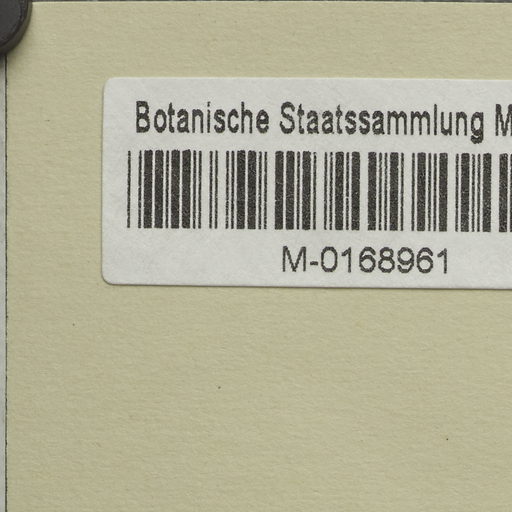 Botanische Staatssammlung M
M-0168961